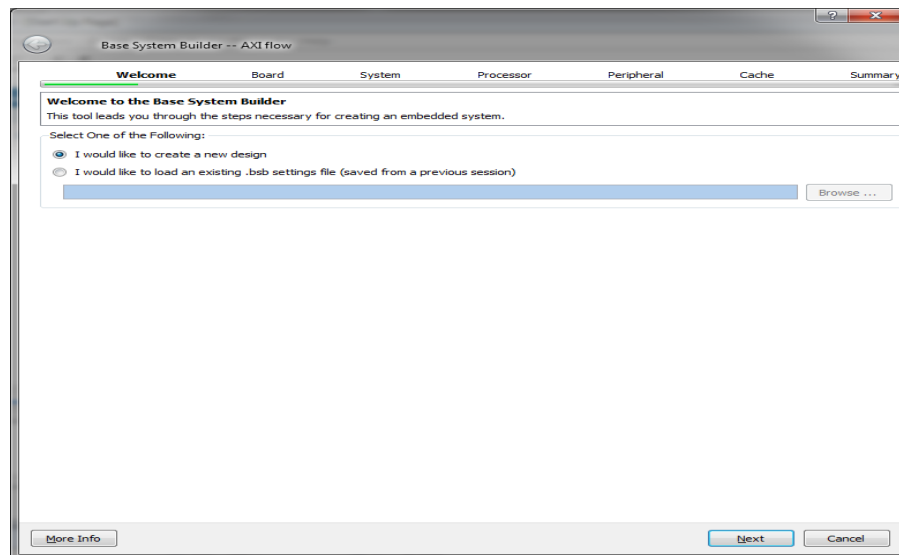 ?
Base System Builder -- AXI flow
Welcome Board System Processor Peripheral Cache Summary
Welcome to the Base System Builder
This tool leads you through the steps necessary for creating an embedded system.
Select One of the Following:
I would like to create a new design
I would like to load an existing .bsb settings file (saved from a previous session)
Browse ...
More Info Next Cancel